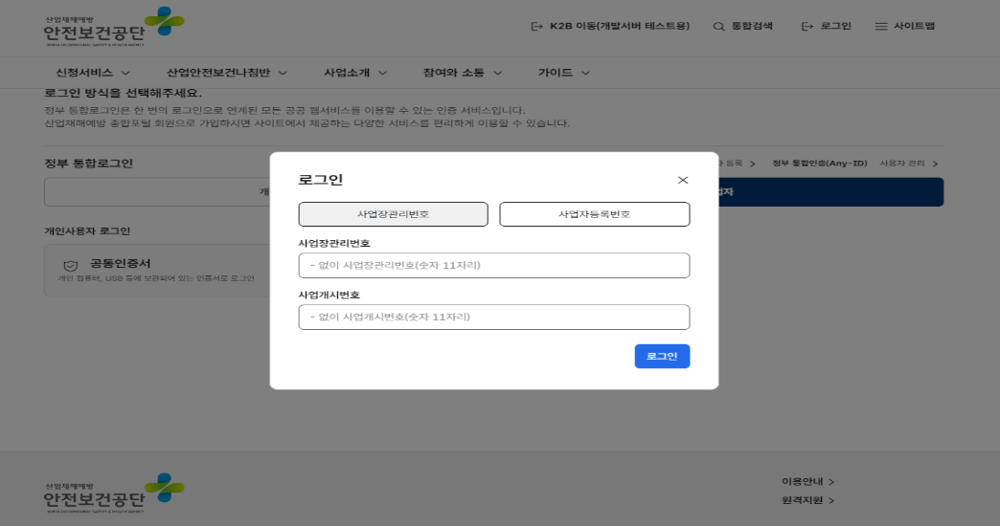 산업재해예방
안전보건공단
KOREA OCCUPATIONAL SAFETY & HEALTH AGENCY
K2B 이동(개발서버 테스트용)
통합검색
로그인
사이트맵
신청서비스
산업안전보건나침반
사업소개
참여와 소통
가이드
로그인 방식을 선택해주세요.
정부 통합로그인은 한 번의 로그인으로 연계된 모든 공공 웹서비스를 이용할 수 있는 인증 서비스입니다.
산업재해예방 종합포털 회원으로 가입하시면 사이트에서 제공하는 다양한 서비스를 편리하게 이용할 수 있습니다.
정부 통합로그인
등록 >
정부 통합인증(Any-ID)
사용자 관리 >
개
업자
개인사용자 로그인
공동인증서
개인 컴퓨터, USB 등에 보관되어 있는 인증서로 로그인
로그인
사업장관리번호
사업자등록번호
사업장관리번호
- 없이 사업장관리번호(숫자 11자리)
사업개시번호
- 없이 사업개시번호(숫자 11자리)
로그인
산업재해예방
안전보건공단
KOREA OCCUPATIONAL SAFETY & HEALTH AGENCY
이용안내 >
원격지원 >